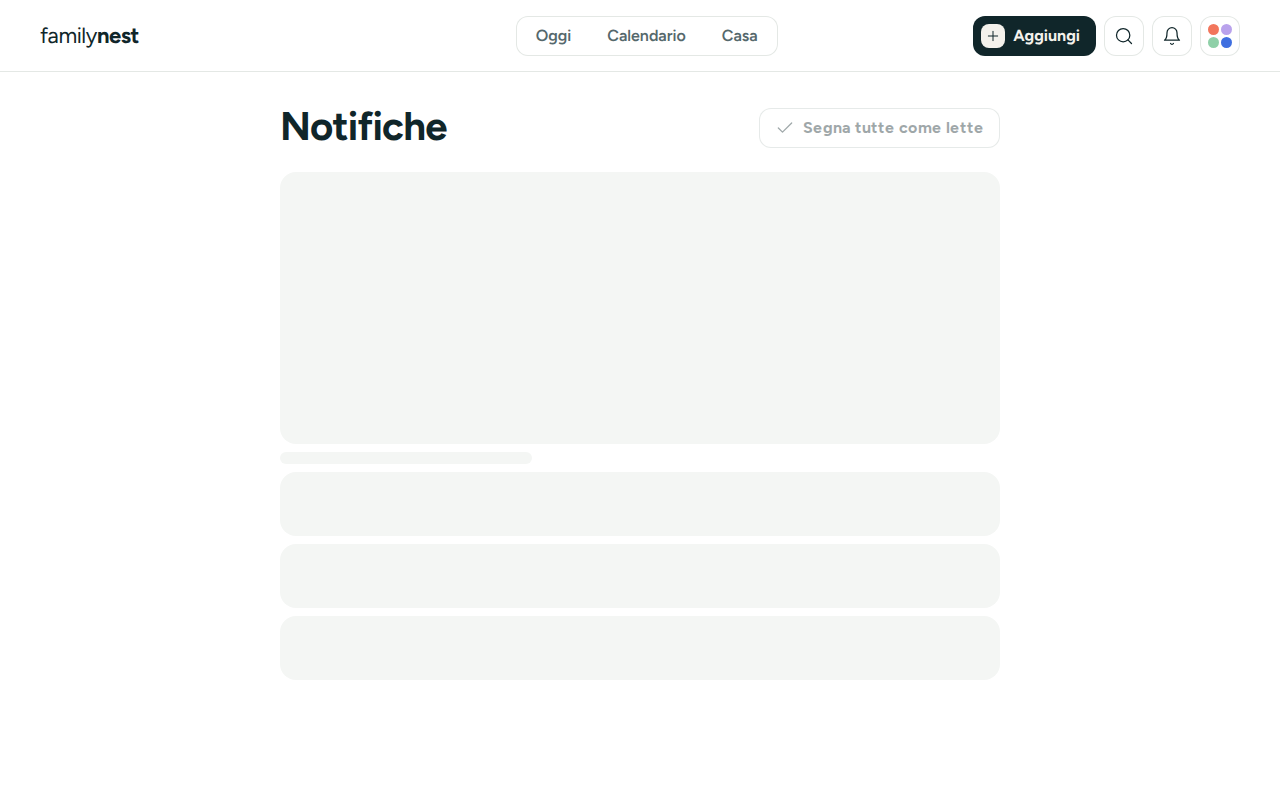 familynest
Oggi
Calendario
Casa
Aggiungi
Notifiche
Segna tutte come lette